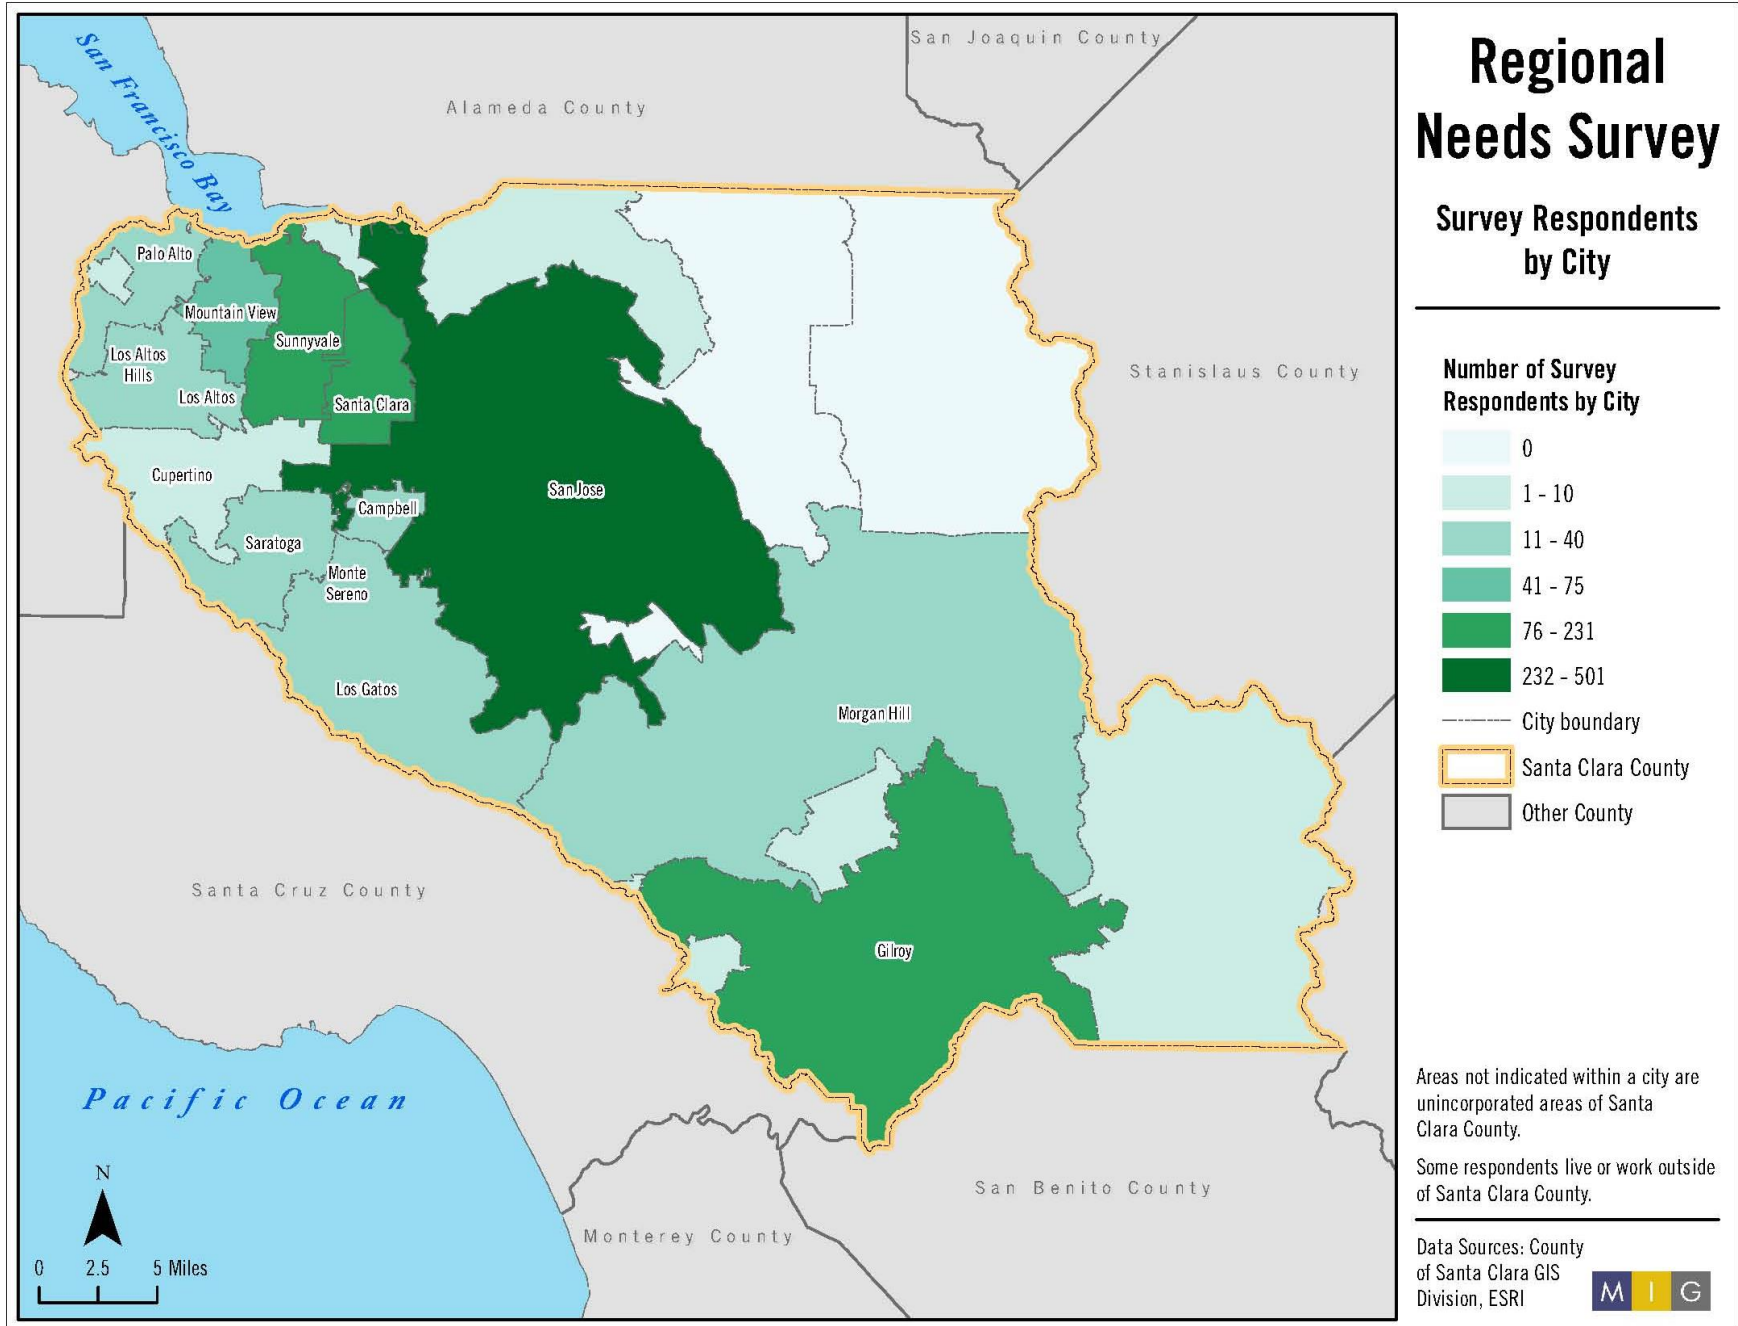 San Francisco Bay
San Joaquin County
Alameda County
Palo Alto
Mountain View
Sunnyvale
Los Altos
Hills
Los Altos
Santa Clara
Stanislaus County
Cupertino
San Jose
Campbell
Saratoga
Monte
Sereno
Los Gatos
Morgan Hill
Santa Cruz County
Gilroy
Pacific Ocean
San Benito County
Monterey County
N
0 2.5 5 Miles
Regional
Needs Survey
Survey Respondents
by City
Number of Survey
Respondents by City
0
1 - 10
11 - 40
41 - 75
76 - 231
232 - 501
City boundary
Santa Clara County
Other County
Areas not indicated within a city are
unincorporated areas of Santa
Clara County.
Some respondents live or work outside
of Santa Clara County.
Data Sources: County
of Santa Clara GIS
Division, ESRI
M I G